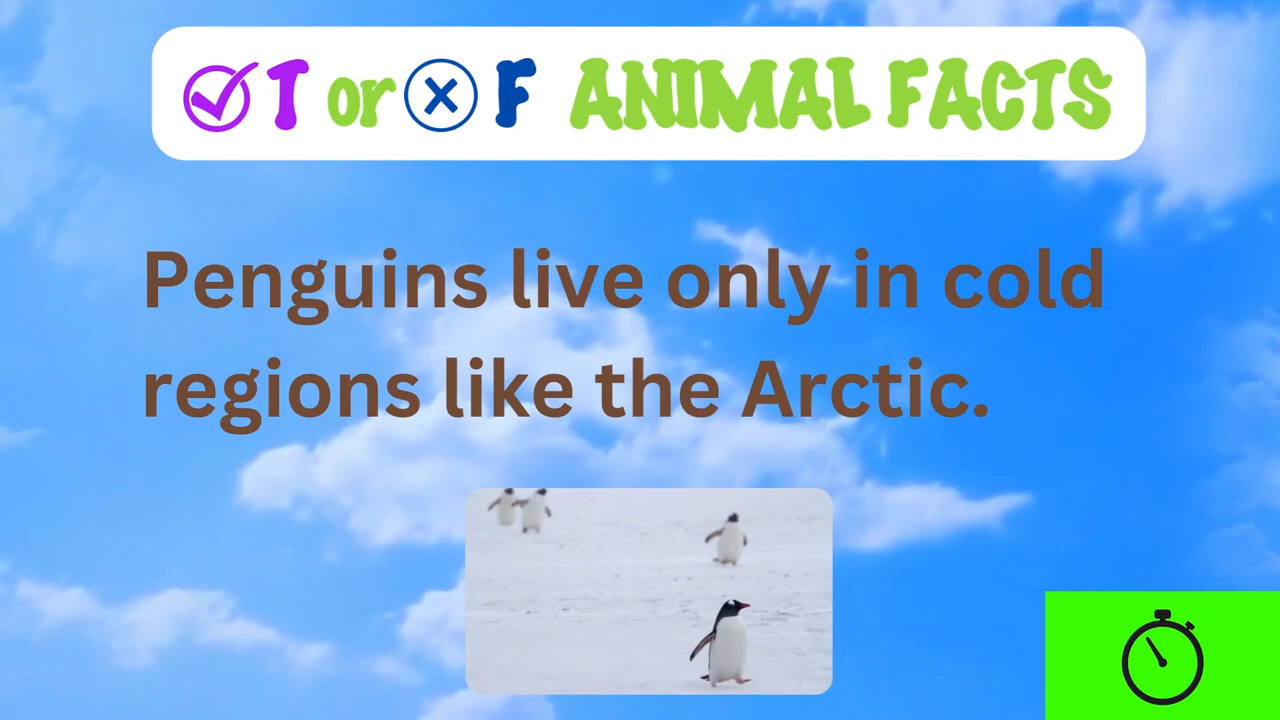 T or F ANIMAL FACTS
Penguins live only in cold
regions like the Arctic.